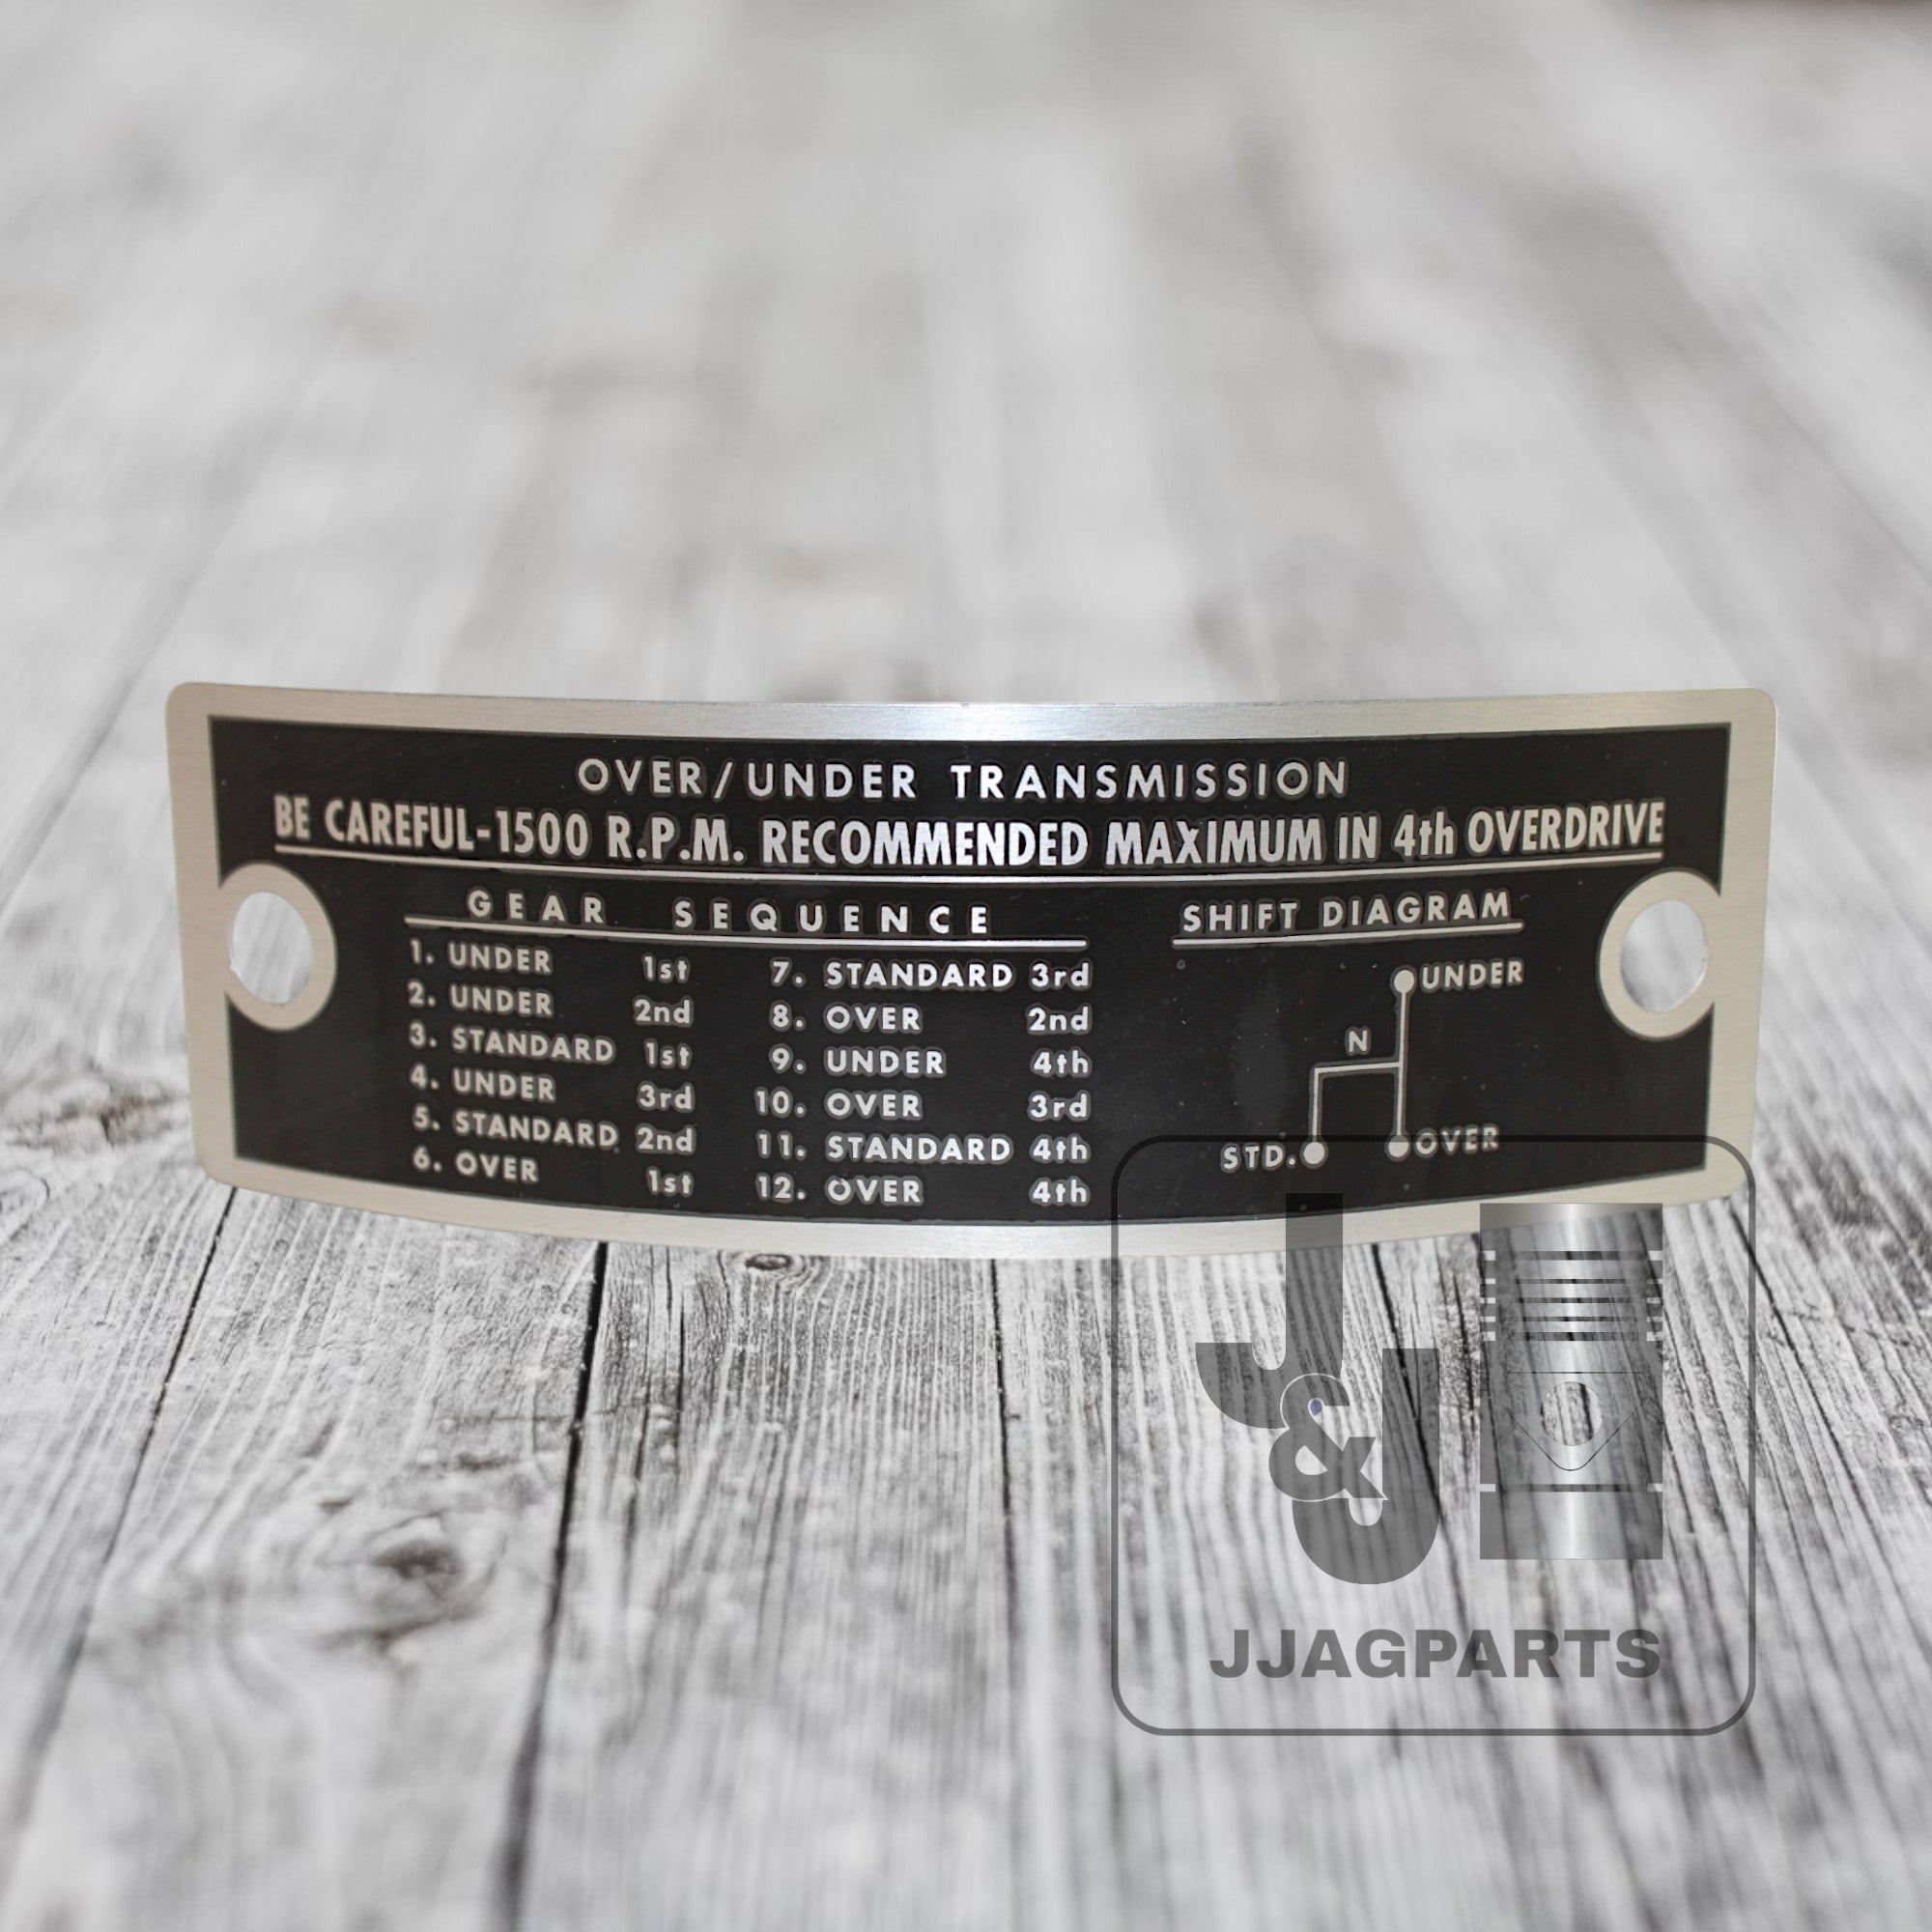 OVER/UNDER TRANSMISSION
BE CAREFUL-1500 R.P.M. RECOMMENDED MAXIMUM IN 4th OVERDRIVE
GEAR SEQUENCE
1. UNDER 1st
2. UNDER 2nd
3. STANDARD 1st
4. UNDER 3rd
5. STANDARD 2nd
6. OVER 1st
7. STANDARD 3rd
8. OVER 2nd
9. UNDER 4th
10. OVER 3rd
11. STANDARD 4th
12. OVER 4th
SHIFT DIAGRAM
UNDER
N
STD.
OVER
J&J
JJAGPARTS